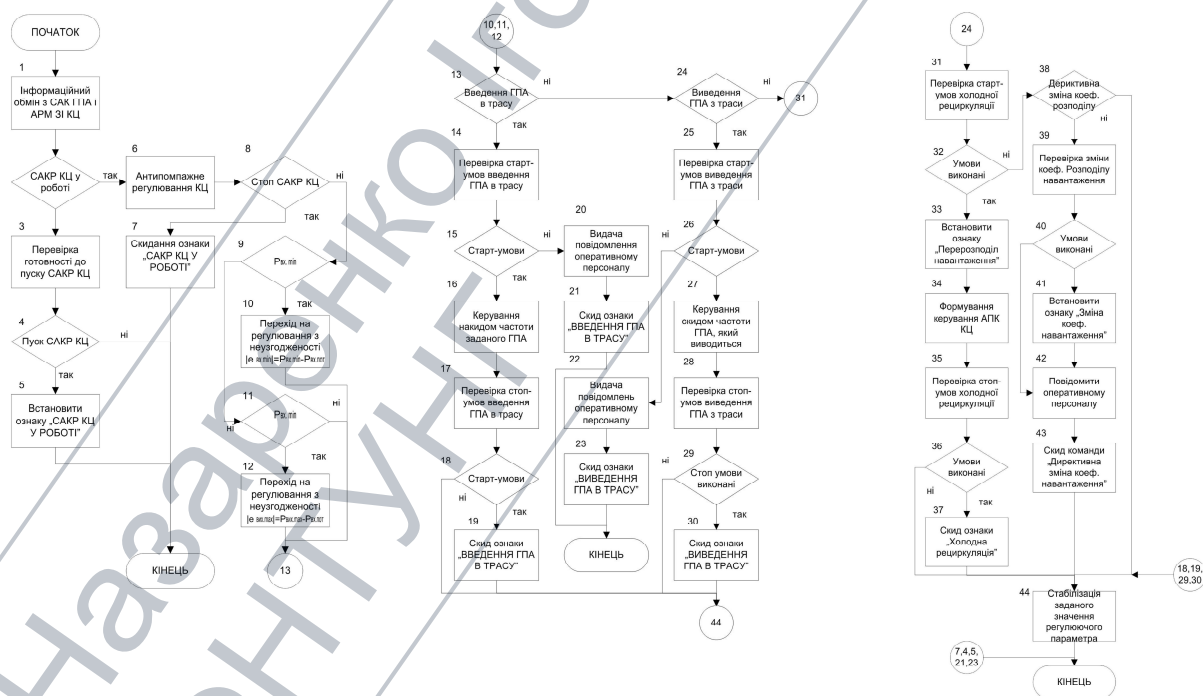 ПОЧАТОК
1
Інформаційний
обмін з САК ГПА і
АРМ ЗІ КЦ
САКР КЦ у
роботі
так
3
Перевірка
готовності до
пуску САКР КЦ
4
Пуск САКР КЦ
ні
так
5
Встановити
ознаку „САКР КЦ
У РОБОТІ"
6
Антипомпажне
регулювання КЦ
7
Скидання ознаки
„САКР КЦ У
РОБОТІ"
8
Стоп САКР КЦ
ні
так
9
Pвх.min
так
10
Перехід на
регулювання з
неузгодженості
11
ні
ні
так
12
Перехід на
регулювання з
неузгодженості
КІНЕЦЬ
13
10,11,
12
13
Введення ГПА
в трасу
ні
так
14
Перевірка старт-
умов введення
ГПА в трасу
15
Старт-умови
ні
так
16
Керування
накидом частоти
заданого ГПА
17
Перевірка стоп-
умов введення
ГПА в трасу
18
Старт-умови
ні
так
19
Скид ознаки
„ВВЕДЕННЯ ГПА
В ТРАСУ"
20
Видача
повідомлення
оперативному
персоналу
21
Скид ознаки
„ВВЕДЕННЯ ГПА
В ТРАСУ"
22
Видача
повідомлень
оперативному
персоналу
23
Скид ознаки
„ВИВЕДЕННЯ
ГПА В ТРАСУ"
КІНЕЦЬ
24
Виведення
ГПА з траси
ні
31
так
25
Перевірка старт-
умов виведення
ГПА з траси
26
Старт-умови
ні
так
27
Керування
скидом частоти
ГПА, який
виводиться
28
Перевірка стоп-
умов виведення
ГПА з траси
29
Стоп умови
виконані
ні
так
30
Скид ознаки
„ВИВЕДЕННЯ
ГПА В ТРАСУ"
44
24
31
Перевірка старт-
умов холодної
рециркуляції
32
Умови
виконані
ні
так
33
Встановити
ознаку
„Перерозподіл
навантаження"
34
Формування
керування АПК
КЦ
35
Перевірка стоп-
умов холодної
рециркуляції
36
Умови
виконані
ні
так
37
Скид ознаки
„Холодна
рециркуляція"
38
Дериктивна
зміна коеф.
розподілу
ні
39
Перевірка зміни
коеф. Розподілу
навантаження
40
Умови
виконані
41
Встановити
ознаку „Зміна
коеф.
навантаження"
42
Повідомити
оперативному
персоналу
43
Скид команди
„Директивна
зміна коеф.
навантаження"
18,19,
29,30
44
Стабілізація
заданого
значення
регулюючого
параметра
7,4,5,
21,23
КІНЕЦЬ
Назаренко